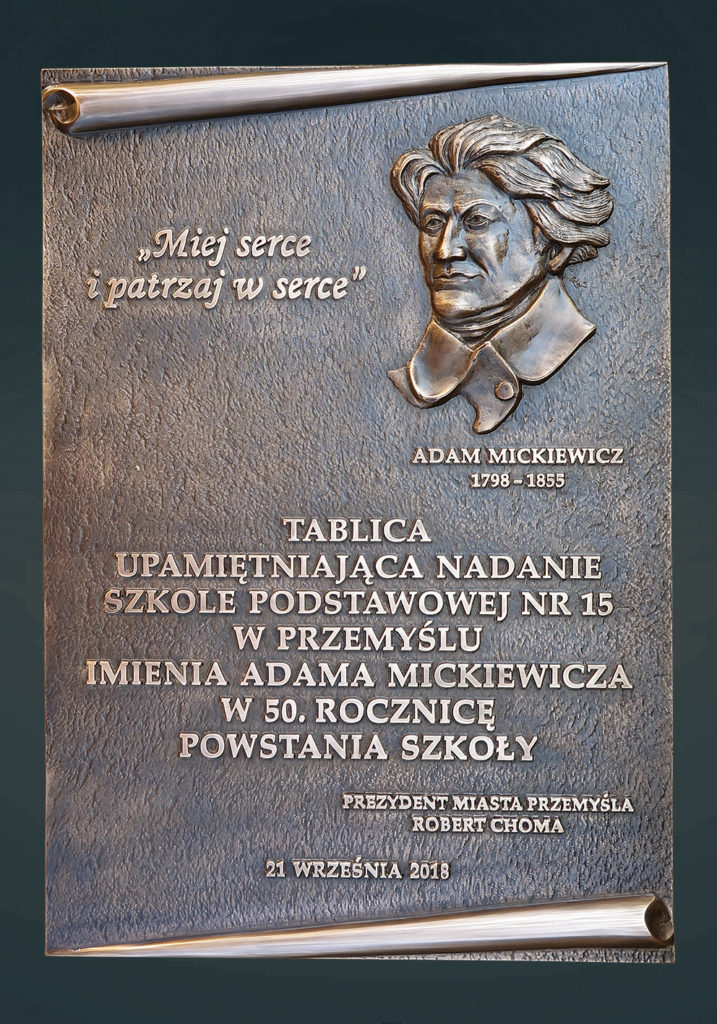 „Miej serce
i patrzaj w serce”
ADAM MICKIEWICZ
1798 – 1855
TABLICA
UPAMIĘTNIAJĄCA NADANIE
SZKOLE PODSTAWOWEJ NR 15
W PRZEMYŚLU
IMIENIA ADAMA MICKIEWICZA
W 50. ROCZNICĘ
POWSTANIA SZKOŁY
PREZYDENT MIASTA PRZEMYŚLA
ROBERT CHOMA
21 WRZEŚNIA 2018